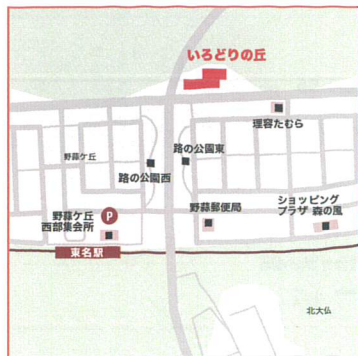 いろどりの丘
理容たむら
路の公園東
野蒜ケ丘
路の公園西
野蒜ケ丘
西部集会所
P
野蒜郵便局
ショッピング
プラザ 森の風
東名駅
北大仏